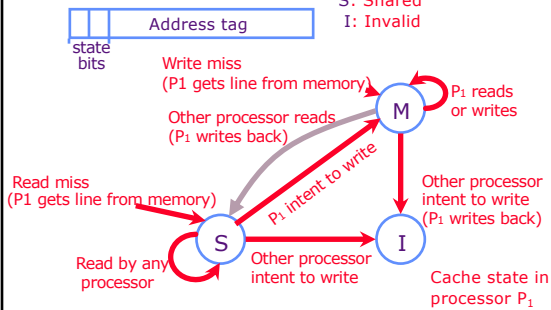 S: Shared
Address tag
I: Invalid
state
bits
Write miss
(P1 gets line from memory)
P1 reads
or writes
M
Other processor reads
(P1 writes back)
P1 intent to write
Read miss
(P1 gets line from memory)
Other processor
intent to write
(P1 writes back)
S
I
Read by any
processor
Other processor
intent to write
Cache state in
processor P1